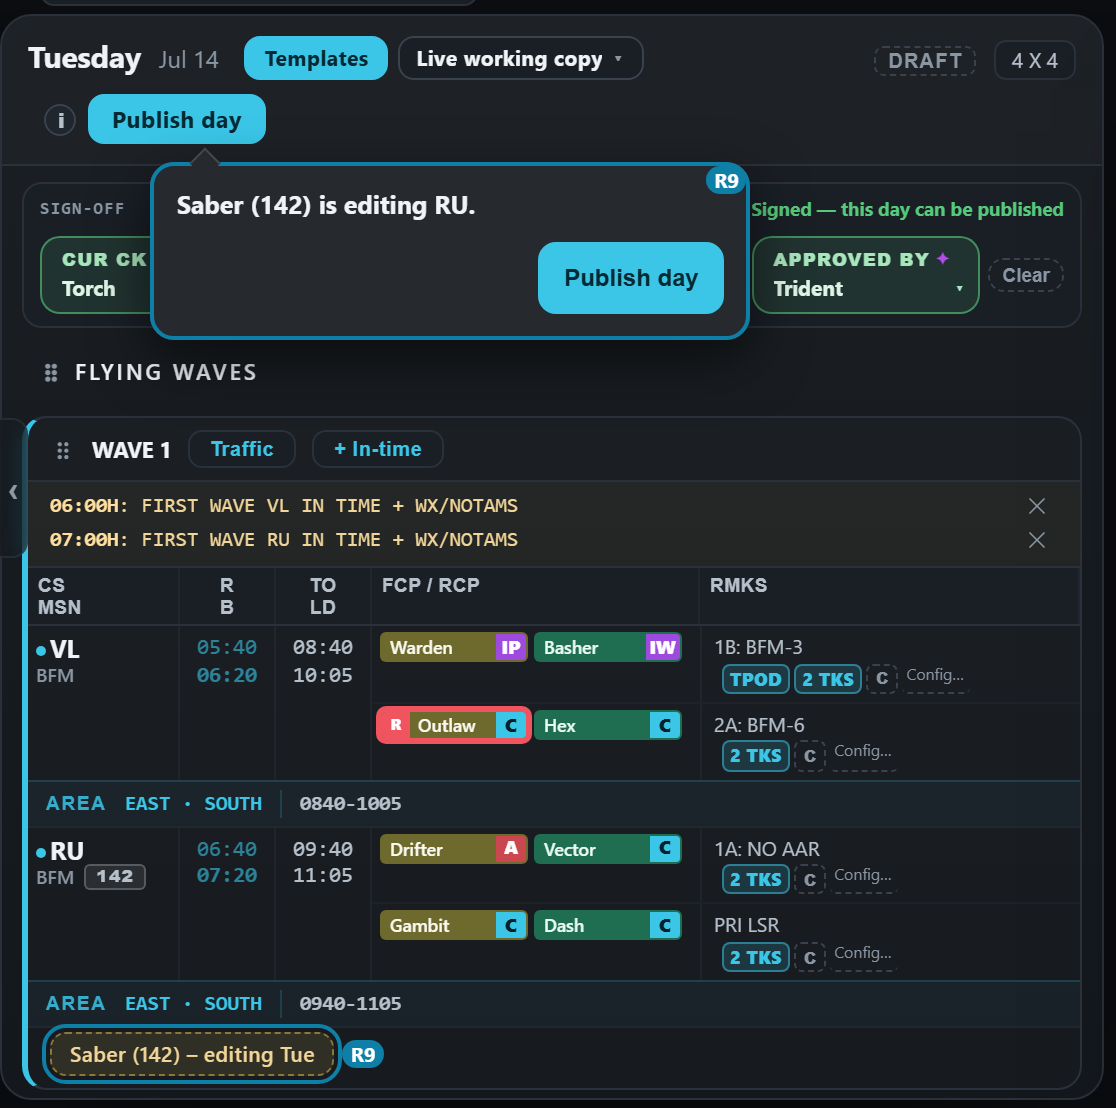 Tuesday Jul 14 Templates Live working copy ▾ DRAFT 4 X 4
i Publish day
R9
Saber (142) is editing RU.
Publish day
SIGN-OFF Signed — this day can be published
CUR CK APPROVED BY ✦
Torch Trident ▾ Clear
FLYING WAVES
WAVE 1 Traffic + In-time
06:00H: FIRST WAVE VL IN TIME + WX/NOTAMS
07:00H: FIRST WAVE RU IN TIME + WX/NOTAMS
CS R TO FCP / RCP RMKS
MSN B LD
VL 05:40 08:40 Warden IP Basher IW 1B: BFM-3
BFM 06:20 10:05 TPOD 2 TKS C Config...
R Outlaw C Hex C 2A: BFM-6
2 TKS C Config...
AREA EAST • SOUTH 0840-1005
RU 06:40 09:40 Drifter A Vector C 1A: NO AAR
BFM 142 07:20 11:05 2 TKS C Config...
Gambit C Dash C PRI LSR
2 TKS C Config...
AREA EAST • SOUTH 0940-1105
Saber (142) – editing Tue R9